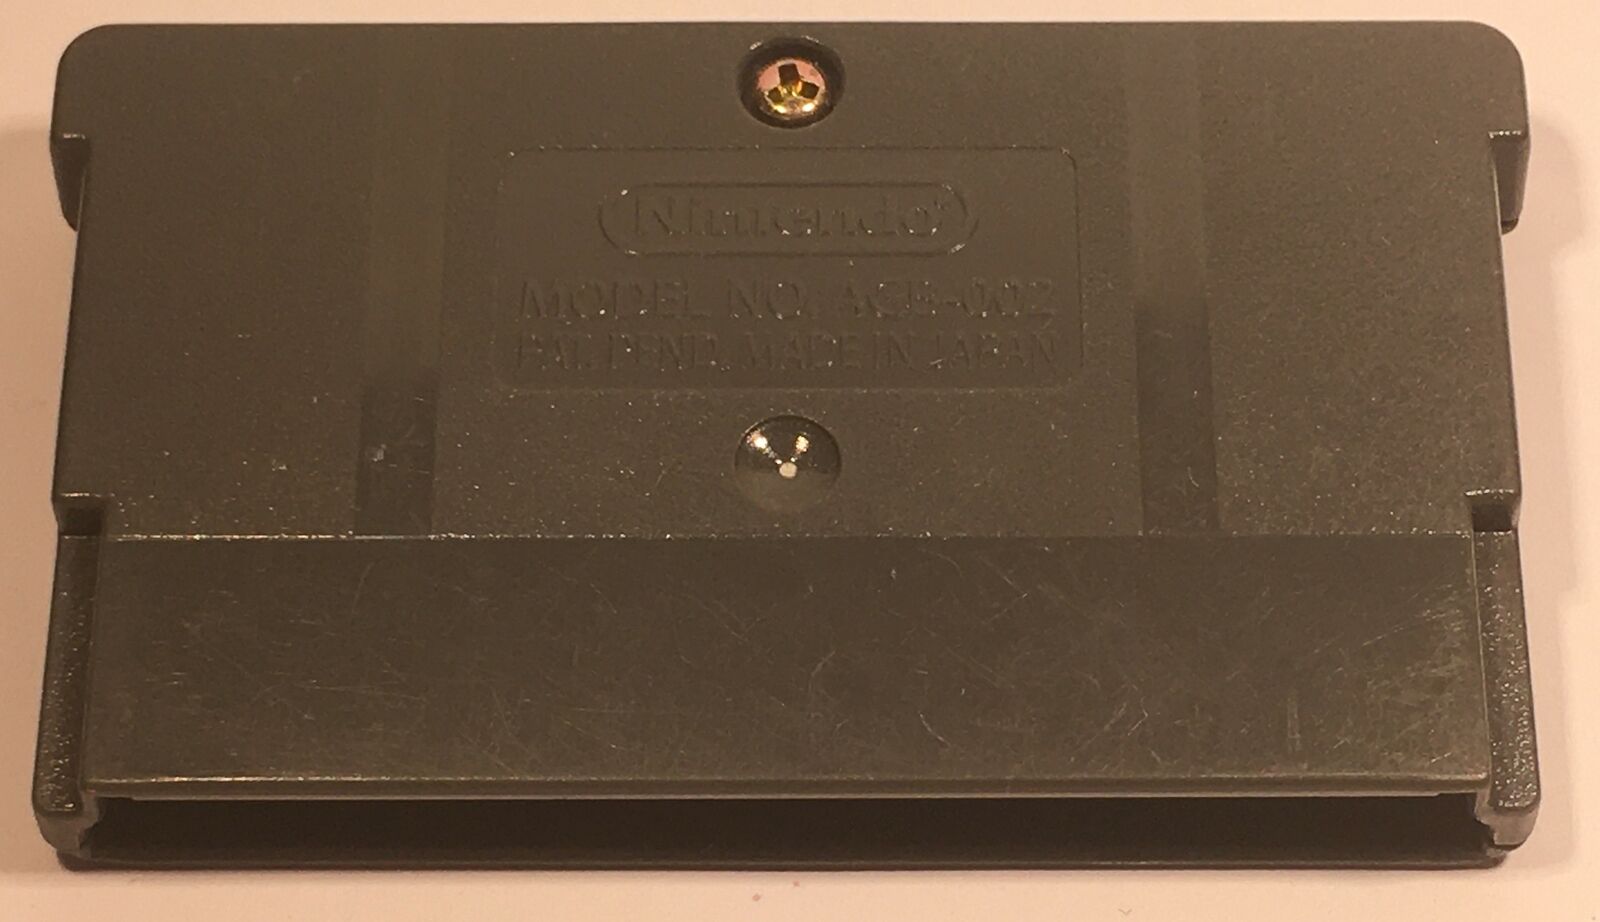 Nintendo®
MODEL NO. AGB-002
PAT. PEND. MADE IN JAPAN